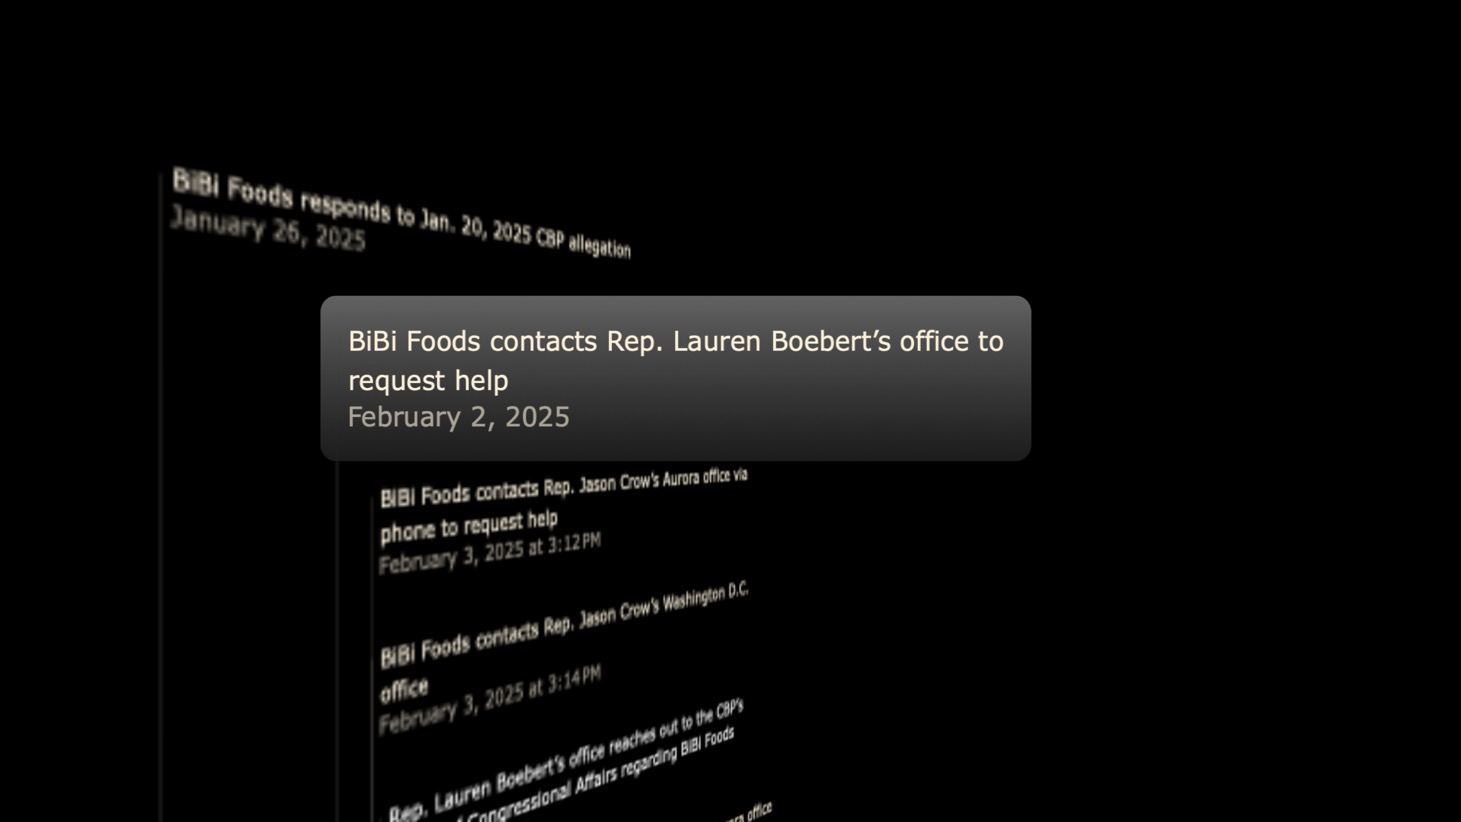 BiBi Foods responds to Jan. 20, 2025 CBP allegation
January 26, 2025
BiBi Foods contacts Rep. Lauren Boebert’s office to
request help
February 2, 2025
BiBi Foods contacts Rep. Jason Crow’s Aurora office via
phone to request help
February 3, 2025 at 3:12PM
BiBi Foods contacts Rep. Jason Crow’s Washington D.C.
office
February 3, 2025 at 3:14PM
Rep. Lauren Boebert’s office reaches out to the CBP’s
Congressional Affairs regarding BiBi Foods
office